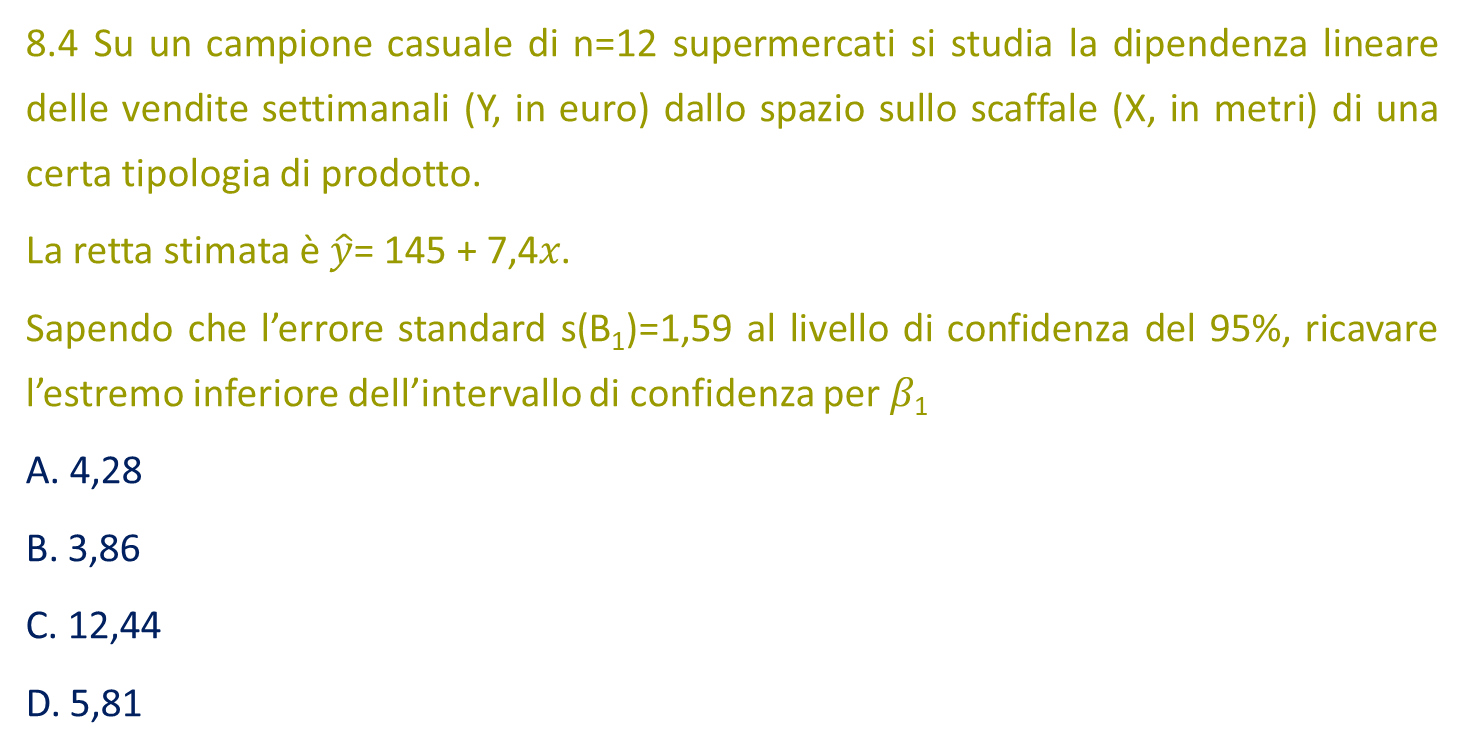 8.4 Su un campione casuale di n=12 supermercati si studia la dipendenza lineare
delle vendite settimanali (Y, in euro) dallo spazio sullo scaffale (X, in metri) di una
certa tipologia di prodotto.
La retta stimata è ŷ= 145 + 7,4x.
Sapendo che l’errore standard s(B₁)=1,59 al livello di confidenza del 95%, ricavare
l’estremo inferiore dell’intervallo di confidenza per β₁
A. 4,28
B. 3,86
C. 12,44
D. 5,81